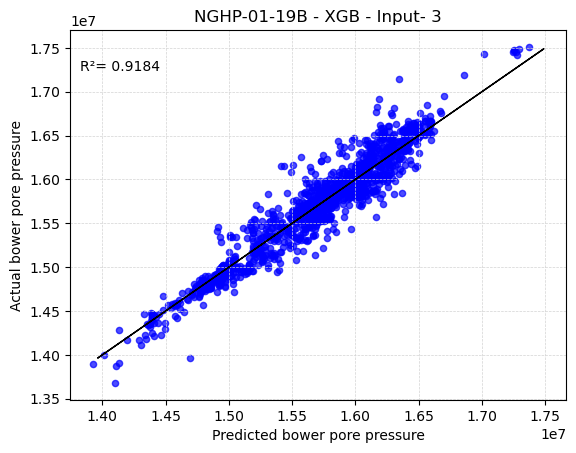 NGHP-01-19B - XGB - Input- 3
1e7
R²= 0.9184
Actual bower pore pressure
1.75
1.70
1.65
1.60
1.55
1.50
1.45
1.40
1.35
1.40 1.45 1.50 1.55 1.60 1.65 1.70 1.75
Predicted bower pore pressure
1e7